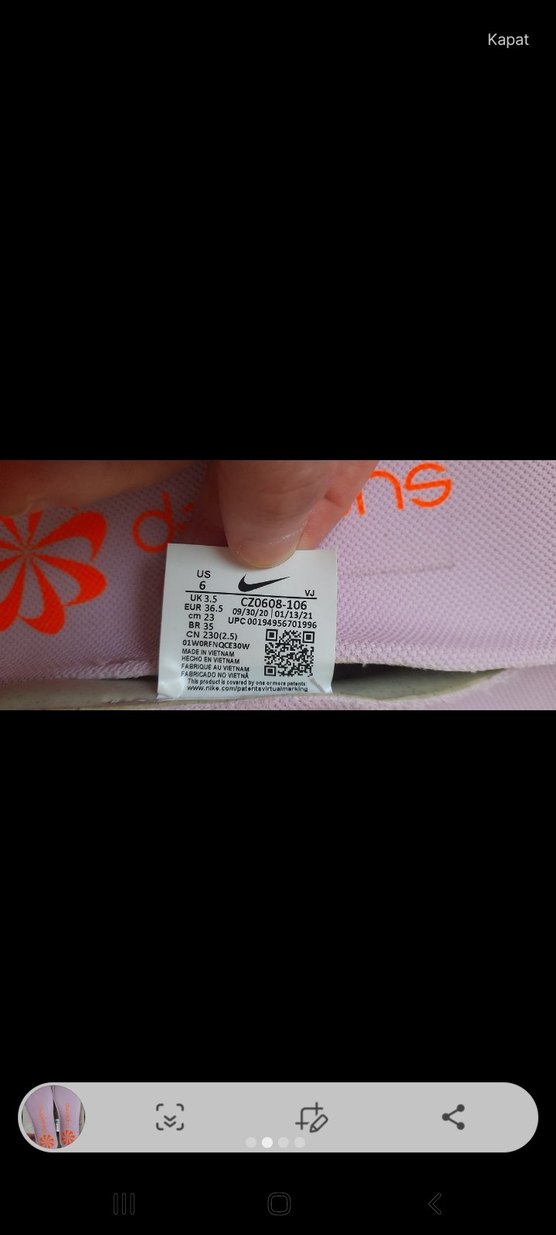 Kapat
US
6
VJ
UK 3.5
EUR 36.5
cm 23
BR 35
CN 230(2.5)
CZ0608-106
09/30/20 | 01/13/21
UPC 00194956701996
01W0RFNQCE30W
MADE IN VIETNAM
HECHO EN VIETNAM
FABRIQUE AU VIETNAM
FABRICADO NO VIETNÃ
This product is covered by one or more patents:
www.nike.com/patentsvirtualmarking